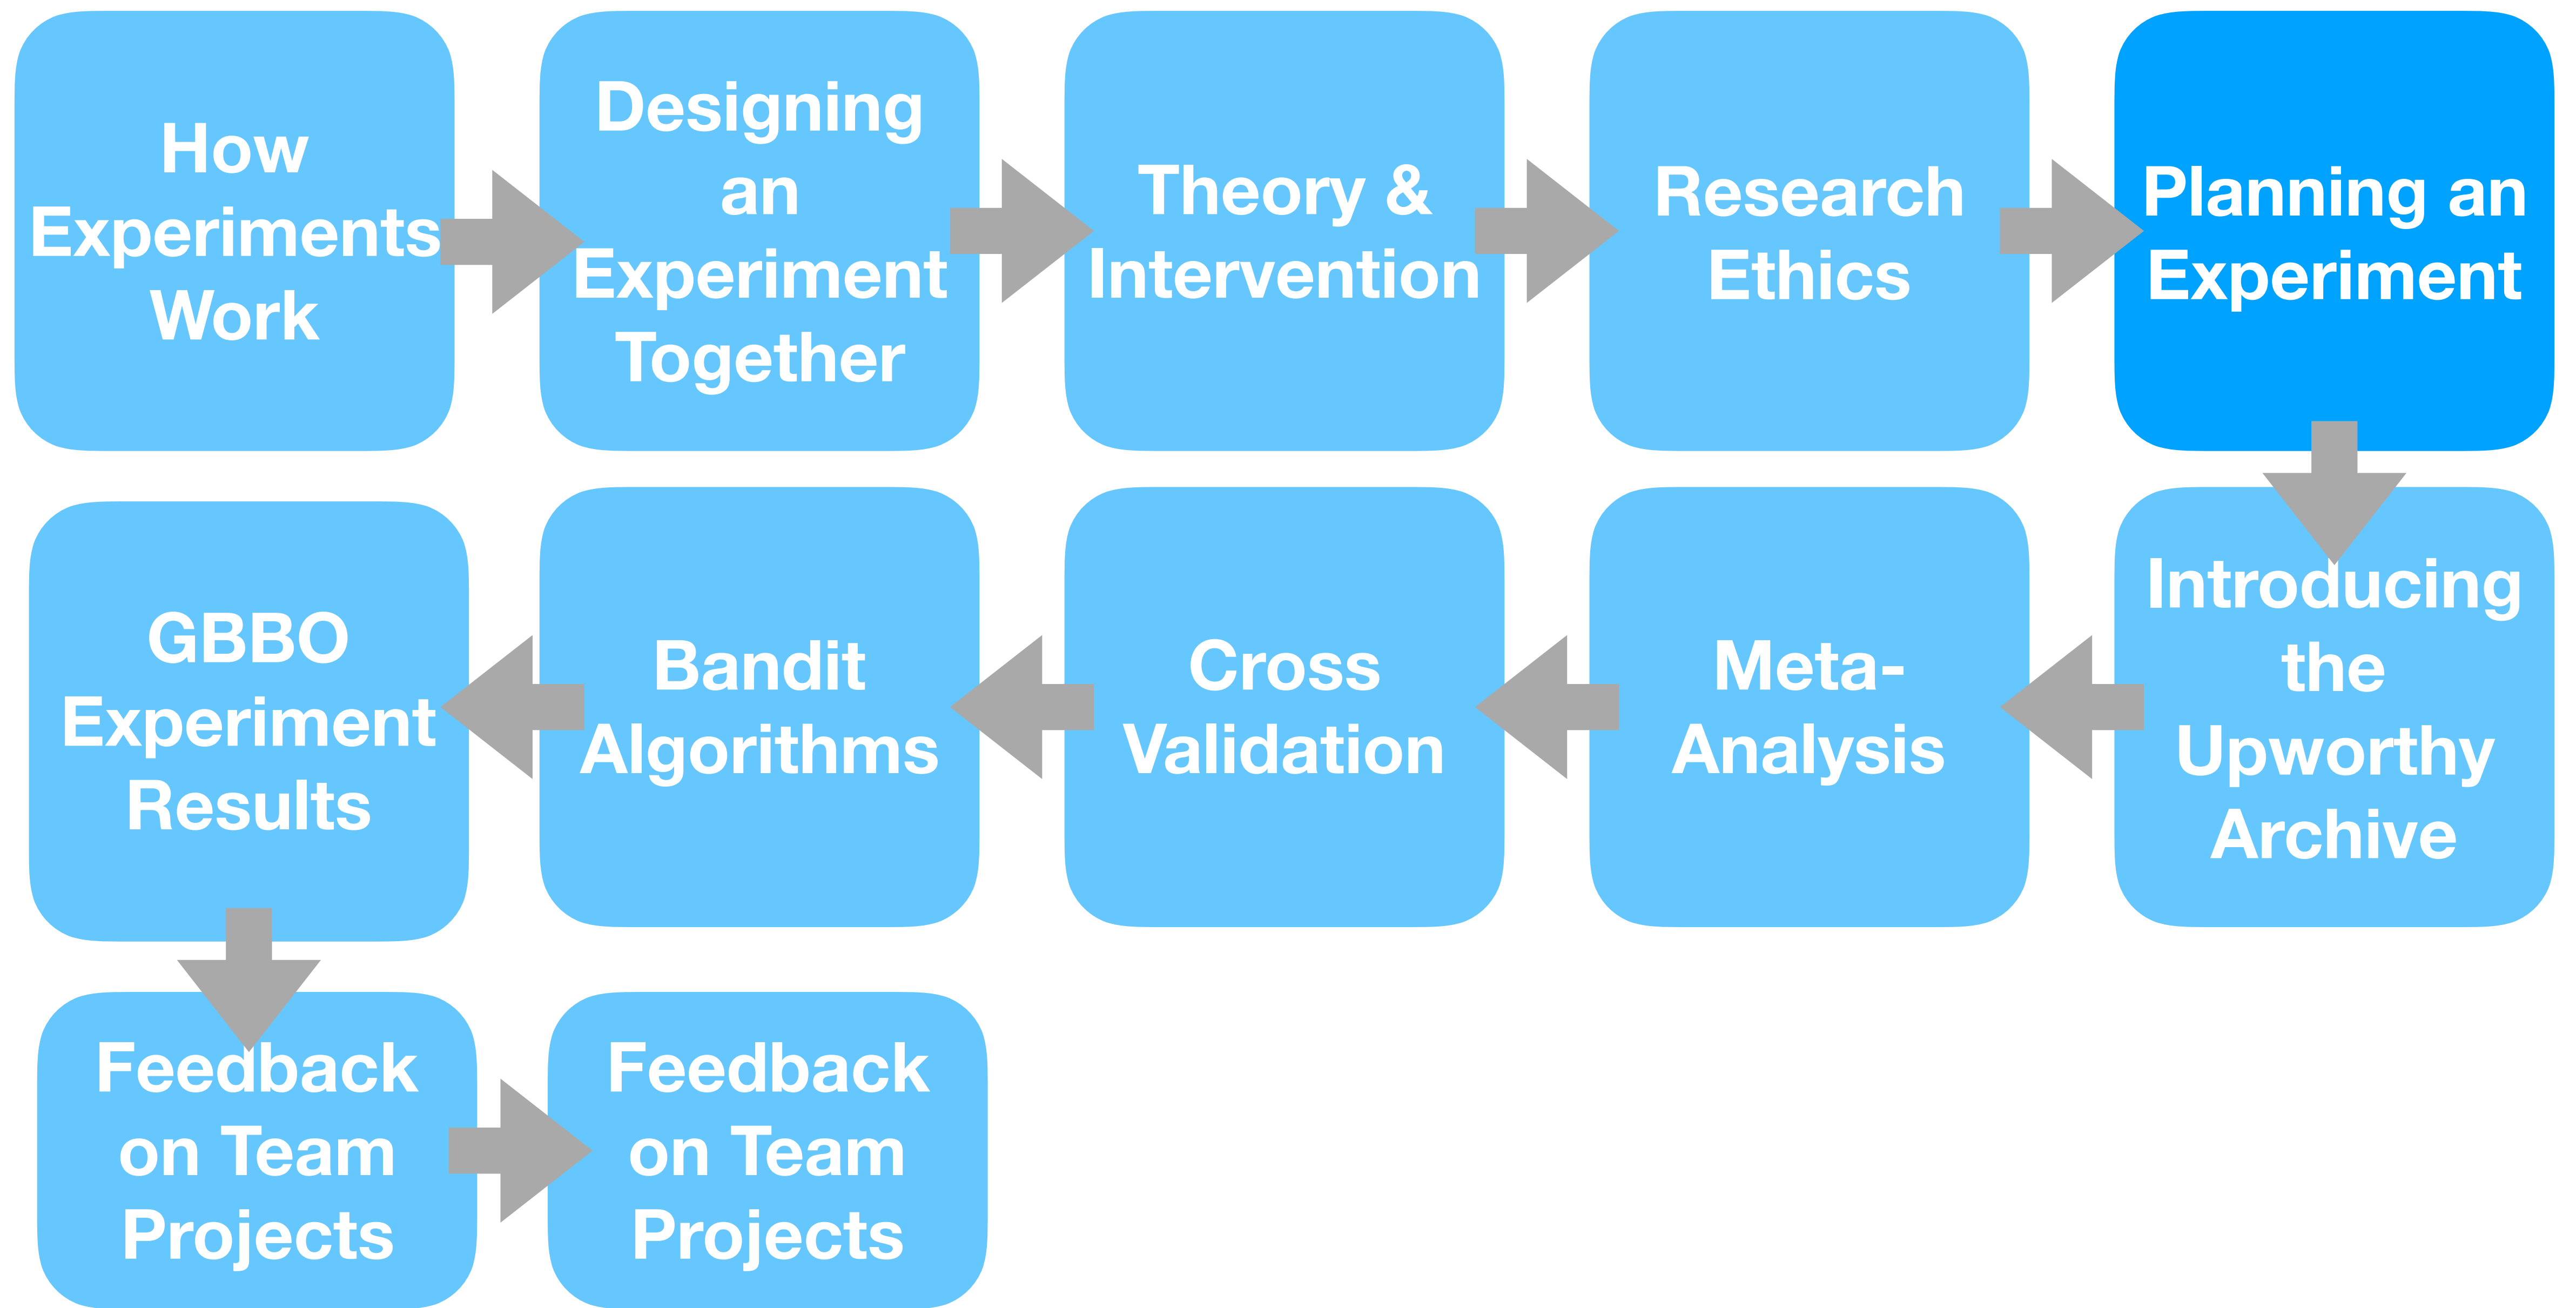 How
Experiments
Work
Designing
an
Experiment
Together
Theory &
Intervention
Research
Ethics
Planning an
Experiment
Introducing
the
Upworthy
Archive
Meta-
Analysis
Cross
Validation
Bandit
Algorithms
GBBO
Experiment
Results
Feedback
on Team
Projects
Feedback
on Team
Projects